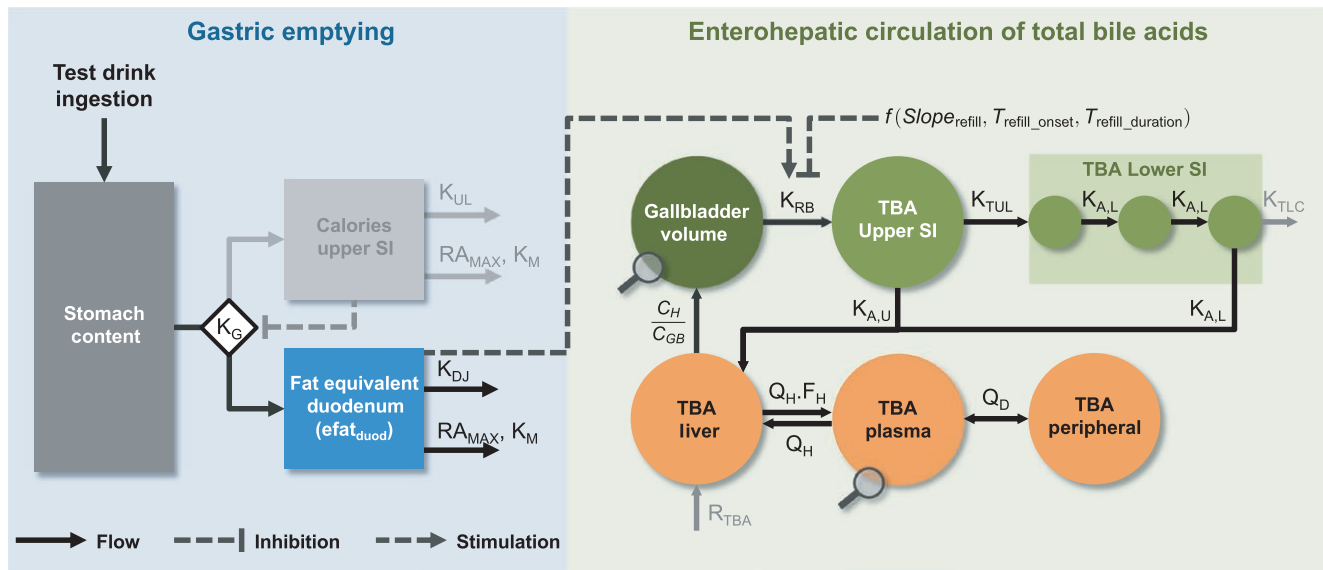 Gastric emptying
Test drink
ingestion
Stomach
content
K_G
Calories
upper SI
K_UL
RA_MAX, K_M
Fat equivalent
duodenum
(efat_duod)
K_DJ
RA_MAX, K_M
Flow
Inhibition
Stimulation
Enterohepatic circulation of total bile acids
f (Slope_refill, T_refill_onset, T_refill_duration)
Gallbladder
volume
K_RB
TBA
Upper SI
K_TUL
TBA Lower SI
K_A,L
K_A,L
K_TLC
C_H
C_GB
K_A,U
K_A,L
TBA
liver
Q_H.F_H
Q_H
TBA
plasma
Q_D
TBA
peripheral
R_TBA